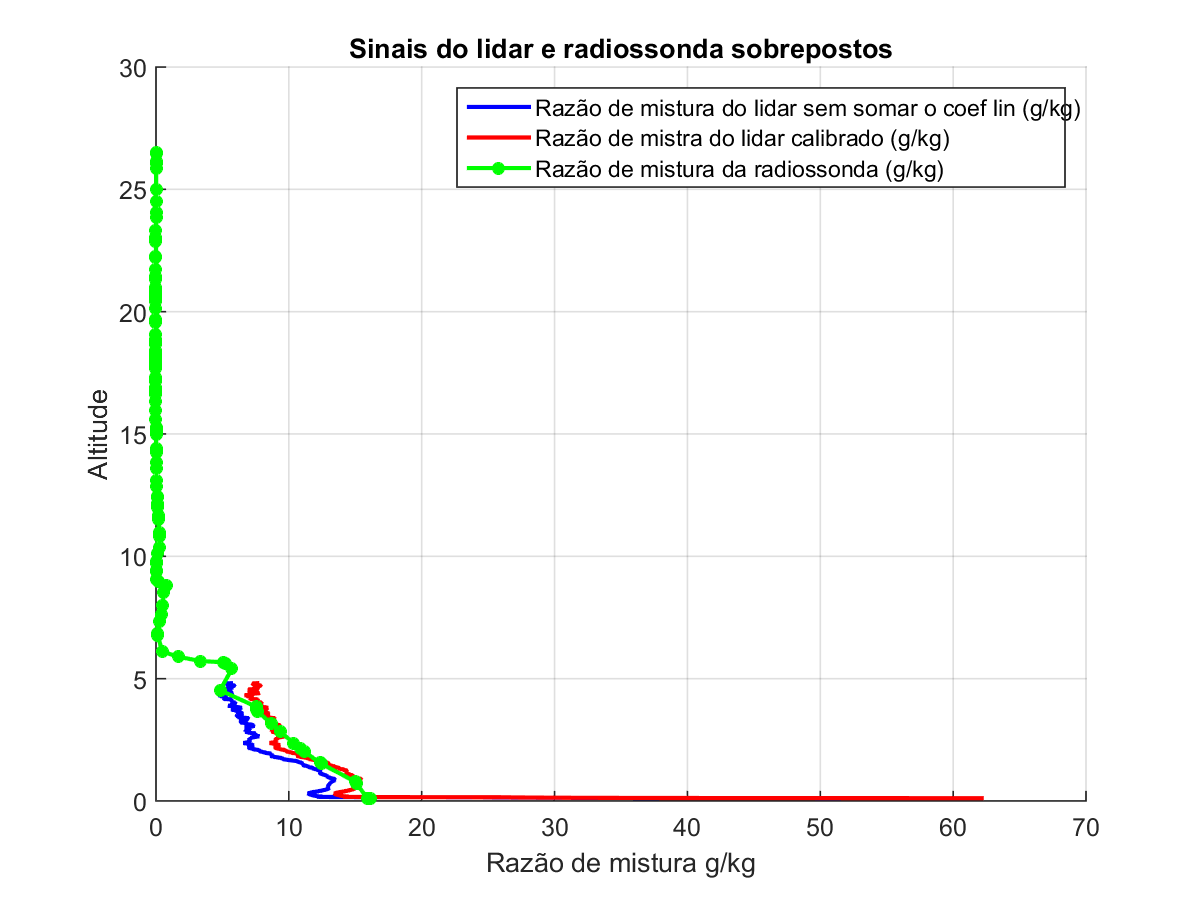 Sinais do lidar e radiossonda sobrepostos
Razão de mistura do lidar sem somar o coef lin (g/kg)
Razão de mistra do lidar calibrado (g/kg)
Razão de mistura da radiossonda (g/kg)
30
25
20
15
10
5
0
Altitude
0 10 20 30 40 50 60 70
Razão de mistura g/kg